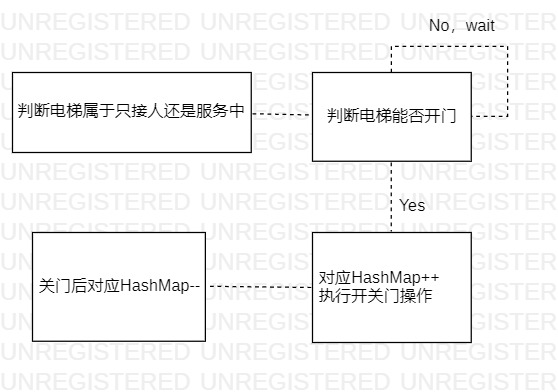 UNREGISTERED UNREGISTERED UNREGISTERED
No，wait
判断电梯属于只接人还是服务中
判断电梯能否开门
Yes
关门后对应HashMap--
对应HashMap++
执行开关门操作